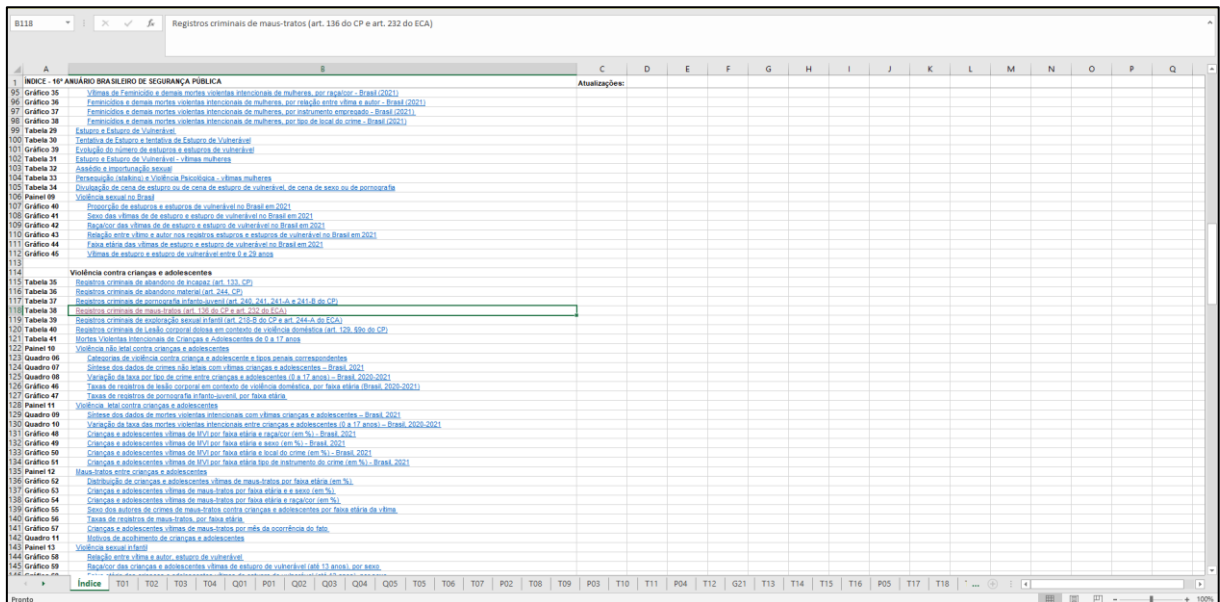 B118 fx Registros criminais de maus-tratos (art. 136 do CP e art. 232 do ECA)
A B C D E F G H I J K L M N O P Q
1 ÍNDICE - 16º ANUÁRIO BRASILEIRO DE SEGURANÇA PÚBLICA Atualizações:
95 Gráfico 35 Vítimas de Feminicídio e demais mortes violentas intencionais de mulheres, por raça/cor - Brasil (2021)
96 Gráfico 36 Feminicídios e demais mortes violentas intencionais de mulheres, por relação entre vítima e autor - Brasil (2021)
97 Gráfico 37 Feminicídios e demais mortes violentas intencionais de mulheres, por instrumento empregado - Brasil (2021)
98 Gráfico 38 Feminicídios e demais mortes violentas intencionais de mulheres, por tipo de local do crime - Brasil (2021)
99 Tabela 29 Estupro e Estupro de Vulnerável
100 Tabela 30 Tentativa de Estupro e tentativa de Estupro de Vulnerável
101 Gráfico 39 Evolução do número de estupros e estupros de vulnerável
102 Tabela 31 Estupro e Estupro de Vulnerável - vítimas mulheres
103 Tabela 32 Assédio e importunação sexual
104 Tabela 33 Perseguição (stalking) e Violência Psicológica - vítimas mulheres
105 Tabela 34 Divulgação de cena de estupro ou de cena de estupro de vulnerável, de cena de sexo ou de pornografia
106 Painel 09 Violência sexual no Brasil
107 Gráfico 40 Proporção de estupros e estupros de vulnerável no Brasil em 2021
108 Gráfico 41 Sexo das vítimas de de estupro e estupro de vulnerável no Brasil em 2021
109 Gráfico 42 Raça/cor das vítimas de de estupro e estupro de vulnerável no Brasil em 2021
110 Gráfico 43 Relação entre vítimo e autor nos registros estupros e estupros de vulnerável no Brasil em 2021
111 Gráfico 44 Faixa etária das vítimas de estupro e estupro de vulnerável no Brasil em 2021
112 Gráfico 45 Vítimas de estupro e estupro de vulnerável entre 0 e 29 anos
113
114 Violência contra crianças e adolescentes
115 Tabela 35 Registros criminais de abandono de incapaz (art. 133, CP)
116 Tabela 36 Registros criminais de abandono material (art. 244, CP)
117 Tabela 37 Registros criminais de pornografia infanto-juvenil (art. 240, 241, 241-A e 241-B do CP)
118 Tabela 38 Registros criminais de maus-tratos (art. 136 do CP e art. 232 do ECA)
119 Tabela 39 Registros criminais de exploração sexual infantil (art. 218-B do CP e art. 244-A do ECA)
120 Tabela 40 Registros criminais de Lesão corporal dolosa em contexto de violência doméstica (art. 129, §9o do CP)
121 Tabela 41 Mortes Violentas Intencionais de Crianças e Adolescentes de 0 a 17 anos
122 Painel 10 Violência não letal contra crianças e adolescentes
123 Quadro 06 Categorias de violência contra criança e adolescente e tipos penais correspondentes
124 Quadro 07 Síntese dos dados de crimes não letais com vítimas crianças e adolescentes – Brasil, 2021
125 Quadro 08 Variação da taxa por tipo de crime entre crianças e adolescentes (0 a 17 anos) – Brasil, 2020-2021
126 Gráfico 46 Taxas de registros de lesão corporal em contexto de violência doméstica, por faixa etária (Brasil, 2020-2021)
127 Gráfico 47 Taxas de registros de pornografia infanto-juvenil, por faixa etária
128 Painel 11 Violência letal contra crianças e adolescentes
129 Quadro 09 Síntese dos dados de mortes violentas intencionais com vítimas crianças e adolescentes – Brasil, 2021
130 Quadro 10 Variação da taxa das mortes violentas intencionais entre crianças e adolescentes (0 a 17 anos) – Brasil, 2020-2021
131 Gráfico 48 Crianças e adolescentes vítimas de MVI por faixa etária e raça/cor (em %) - Brasil, 2021
132 Gráfico 49 Crianças e adolescentes vítimas de MVI por faixa etária e sexo (em %) - Brasil, 2021
133 Gráfico 50 Crianças e adolescentes vítimas de MVI por faixa etária e local do crime (em %) - Brasil, 2021
134 Gráfico 51 Crianças e adolescentes vítimas de MVI por faixa etária tipo de instrumento do crime (em %) - Brasil, 2021
135 Painel 12 Maus-tratos entre crianças e adolescentes
136 Gráfico 52 Distribuição de crianças e adolescentes vítimas de maus-tratos por faixa etária (em %)
137 Gráfico 53 Crianças e adolescentes vítimas de maus-tratos por faixa etária e e sexo (em %)
138 Gráfico 54 Crianças e adolescentes vítimas de maus-tratos por faixa etária e raça/cor (em %)
139 Gráfico 55 Sexo dos autores de crimes de maus-tratos contra crianças e adolescentes por faixa etária da vítima
140 Gráfico 56 Taxas de registros de maus-tratos, por faixa etária
141 Gráfico 57 Crianças e adolescentes vítimas de maus-tratos por mês da ocorrência do fato
142 Quadro 11 Motivos de acolhimento de crianças e adolescentes
143 Painel 13 Violência sexual infantil
144 Gráfico 58 Relação entre vítima e autor, estupro de vulnerável
145 Gráfico 59 Raça/cor das crianças e adolescentes vítimas de estupro de vulnerável (até 13 anos), por sexo
Índice T01 T02 T03 T04 Q01 P01 Q02 Q03 Q04 Q05 T05 T06 T07 P02 T08 T09 P03 T10 T11 P04 T12 G21 T13 T14 T15 T16 P05 T17 T18 ...
Pronto 100%